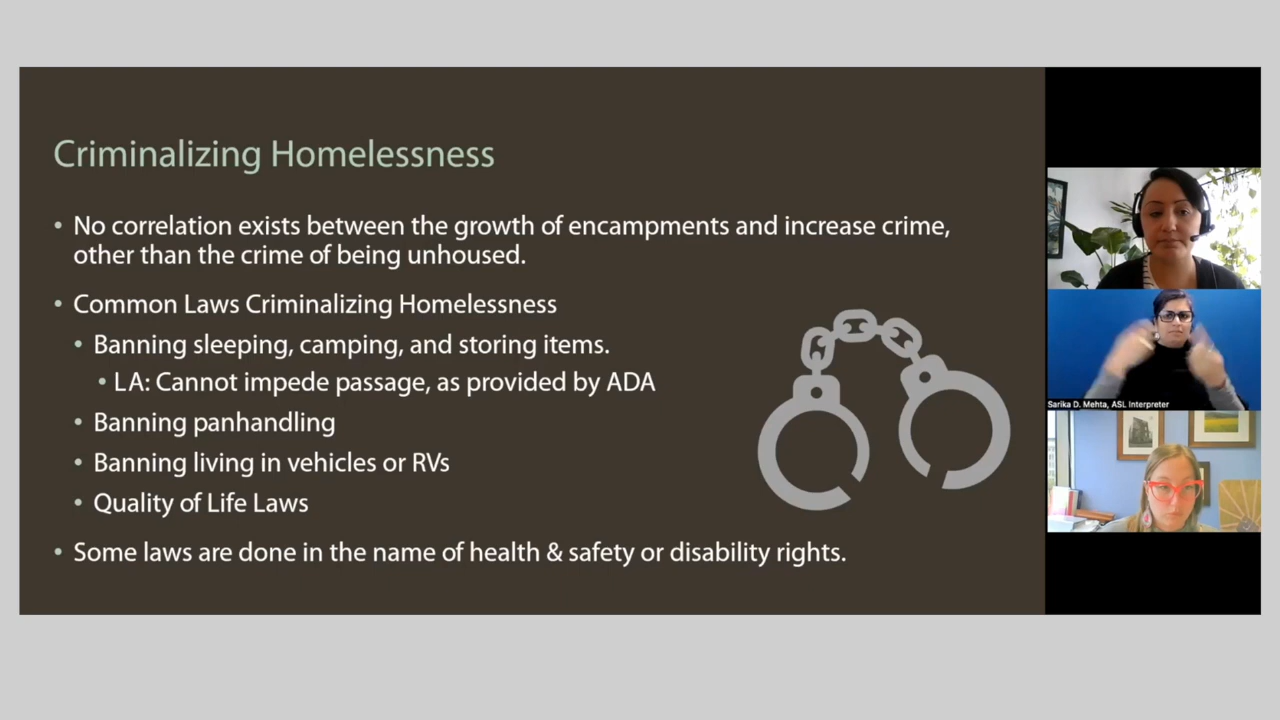 Criminalizing Homelessness
• No correlation exists between the growth of encampments and increase crime,
other than the crime of being unhoused.
• Common Laws Criminalizing Homelessness
• Banning sleeping, camping, and storing items.
• LA: Cannot impede passage, as provided by ADA
• Banning panhandling
• Banning living in vehicles or RVs
• Quality of Life Laws
• Some laws are done in the name of health & safety or disability rights.
Sarika D. Mehta, ASL Interpreter